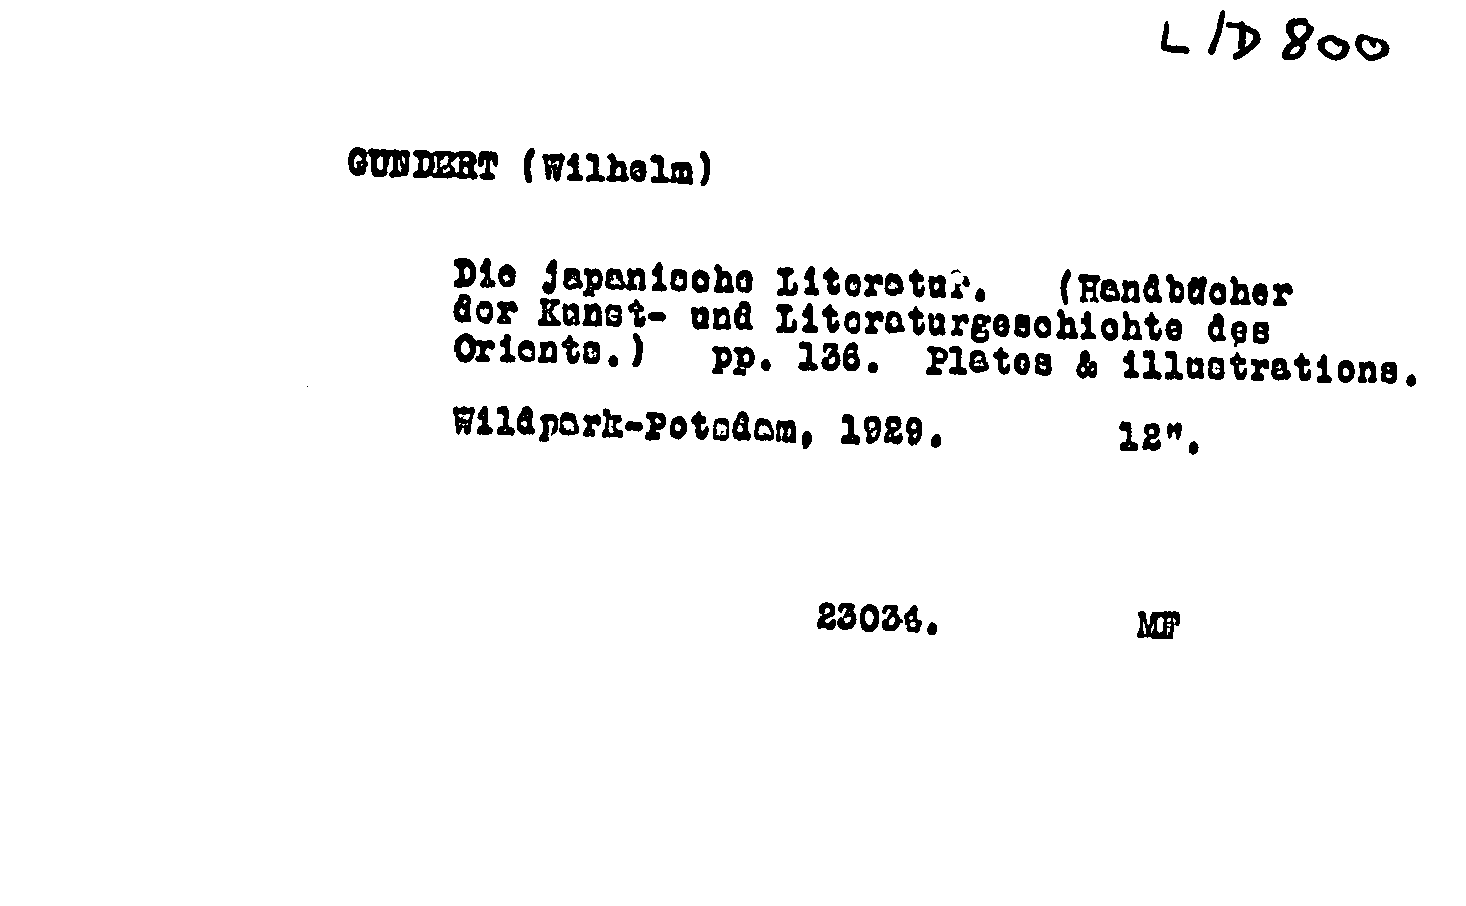 L/D 800
GUNDERT (Wilhelm)
Die japanische Literatur. (Handbücher
der Kunst- und Literaturgeschichte des
Orients.) pp. 136. Plates & illustrations.
Wildpark-Potsdam, 1929. 12".
23034. MF